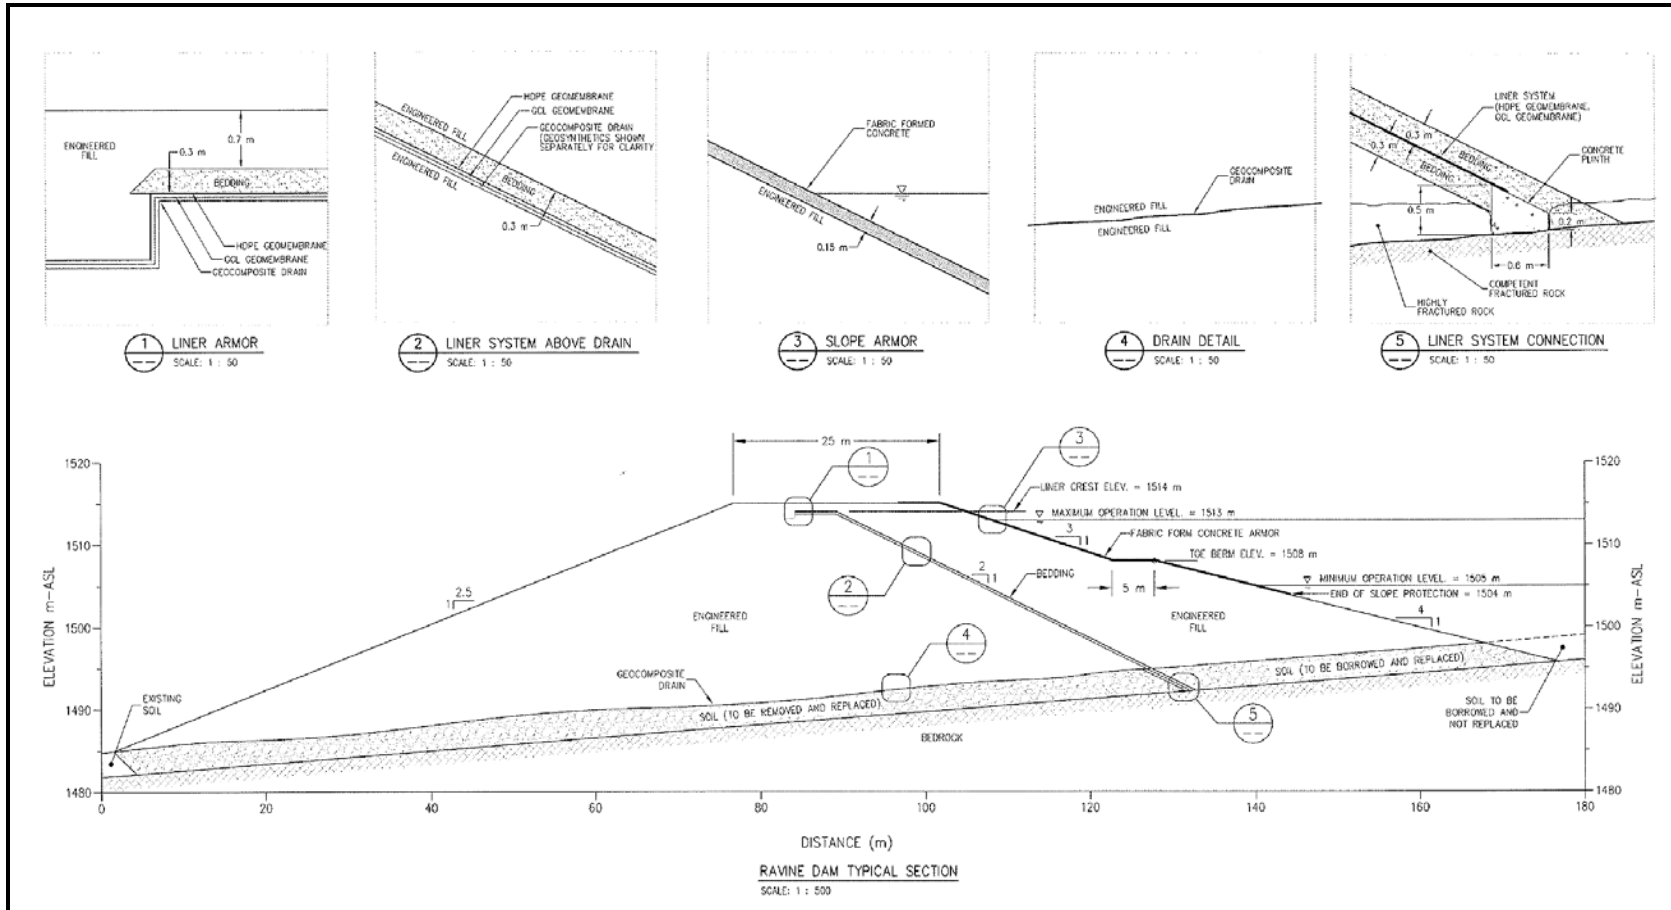 ENGINEERED
FILL
0.3 m
0.7 m
BEDDING
HDPE GEOMEMBRANE
GCL GEOMEMBRANE
GEOCOMPOSITE DRAIN
1
LINER ARMOR
SCALE: 1 : 50
ENGINEERED FILL
HDPE GEOMEMBRANE
GCL GEOMEMBRANE
GEOCOMPOSITE DRAIN
(GEOSYNTHETICS SHOWN
SEPARATELY FOR CLARITY
ENGINEERED FILL
BEDDING
0.3 m
2
LINER SYSTEM ABOVE DRAIN
SCALE: 1 : 50
FABRIC FORMED
CONCRETE
ENGINEERED FILL
0.15 m
3
SLOPE ARMOR
SCALE: 1 : 50
GEOCOMPOSITE
DRAIN
ENGINEERED FILL
ENGINEERED FILL
4
DRAIN DETAIL
SCALE: 1 : 50
LINER SYSTEM
(HDPE GEOMEMBRANE,
GCL GEOMEMBRANE)
0.3 m
0.3 m
BEDDING
BEDDING
CONCRETE
PLINTH
0.5 m
0.2 m
0.6 m
COMPETENT
FRACTURED ROCK
HIGHLY
FRACTURED ROCK
5
LINER SYSTEM CONNECTION
SCALE: 1 : 50
25 m
1
3
1520
1510
1500
1490
1480
ELEVATION m-ASL
LINER CREST ELEV. = 1514 m
MAXIMUM OPERATION LEVEL. = 1513 m
3
1
FABRIC FORM CONCRETE ARMOR
TOE BERM ELEV. = 1508 m
5 m
MINIMUM OPERATION LEVEL. = 1505 m
END OF SLOPE PROTECTION = 1504 m
4
1
2
1
BEDDING
2
2.5
1
ENGINEERED
FILL
ENGINEERED
FILL
4
GEOCOMPOSITE
DRAIN
SOIL (TO BE BORROWED AND REPLACED)
SOIL (TO BE REMOVED AND REPLACED)
EXISTING
SOIL
5
BEDROCK
SOIL TO BE
BORROWED AND
NOT REPLACED
1520
1510
1500
1490
1480
ELEVATION m-ASL
0
20
40
60
80
100
120
140
160
180
DISTANCE (m)
RAVINE DAM TYPICAL SECTION
SCALE: 1 : 500